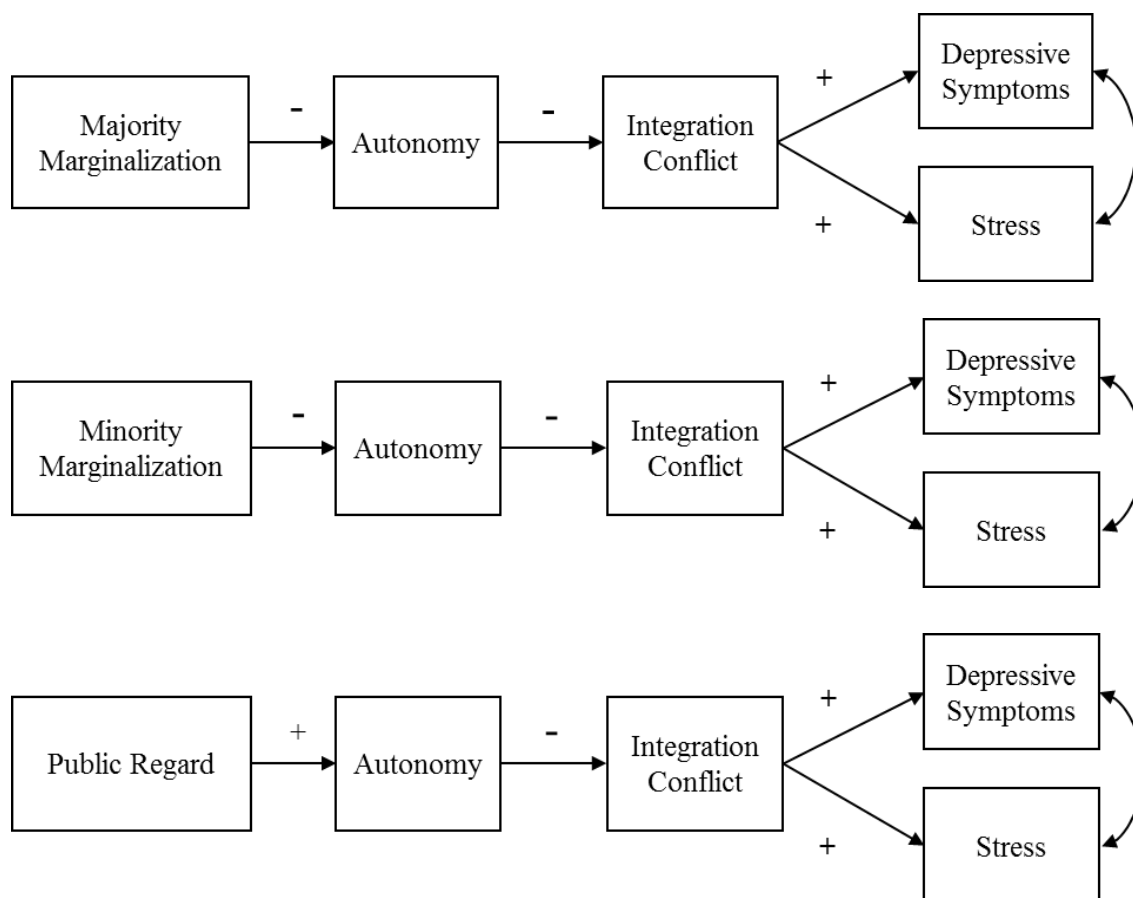 Depressive
Symptoms
+
-
-
Majority
Marginalization
Autonomy
Integration
Conflict
+
Stress
Depressive
Symptoms
+
-
-
Minority
Marginalization
Autonomy
Integration
Conflict
+
Stress
Depressive
Symptoms
+
+
-
Public Regard
Autonomy
Integration
Conflict
+
Stress